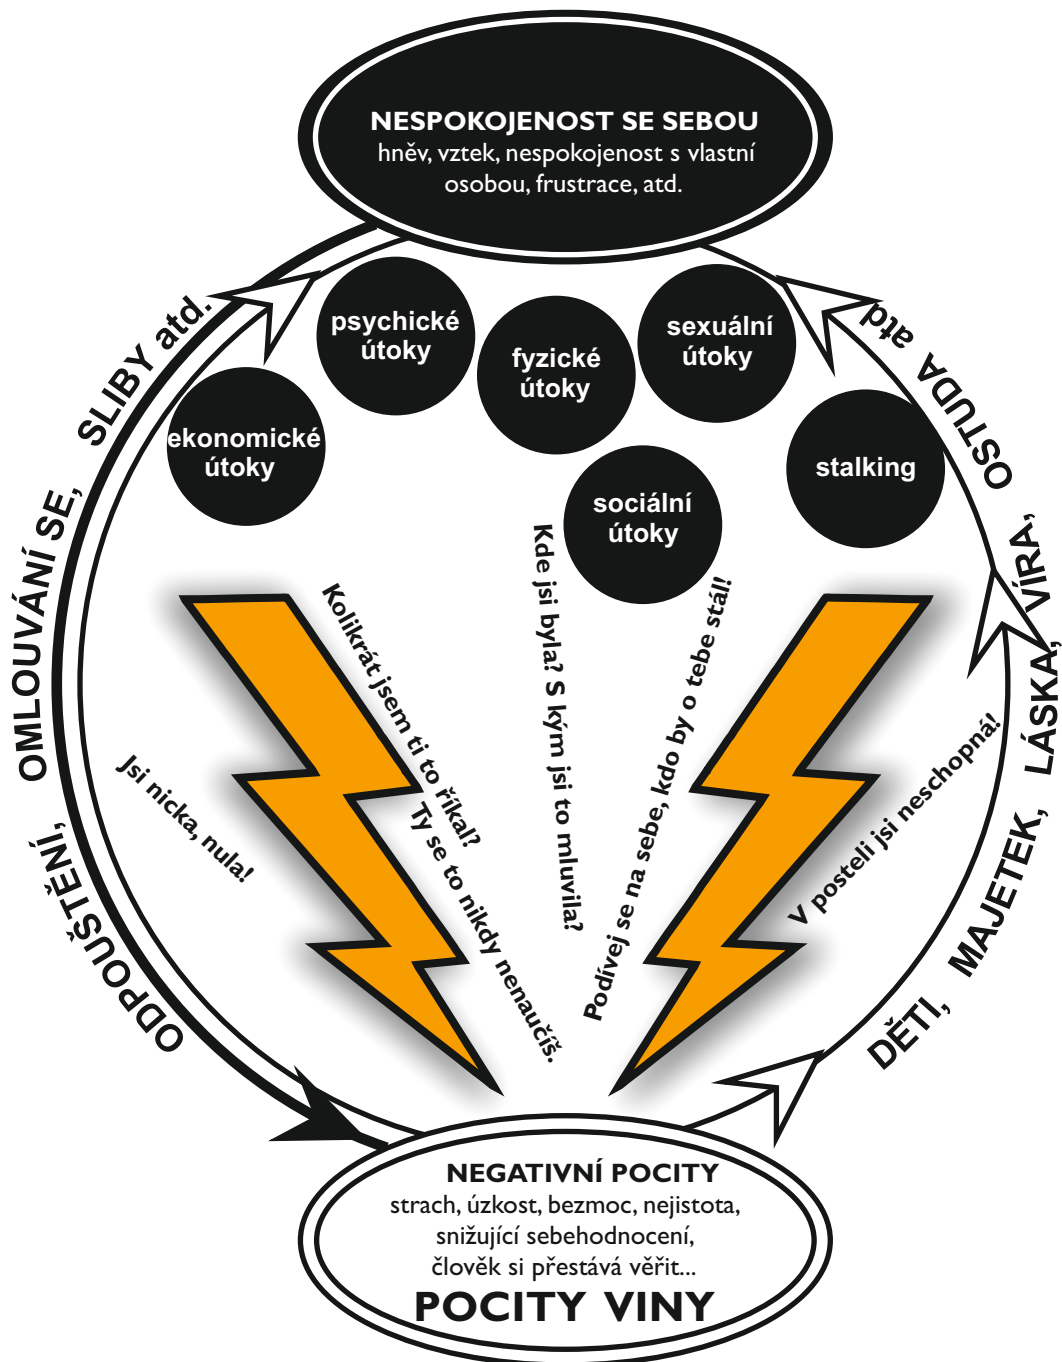 NESPOKOJENOST SE SEBOU
hněv, vztek, nespokojenost s vlastní
osobou, frustrace, atd.
psychické
útoky
fyzické
útoky
sexuální
útoky
ekonomické
útoky
sociální
útoky
stalking
ODPOUŠTĚNÍ, OMLOUVÁNÍ SE, SLIBY atd.
DĚTI, MAJETEK, LÁSKA, VÍRA, OSTUDA atd
Jsi nicka, nula!
Kolikrát jsem ti to říkal?
Ty se to nikdy nenaučíš.
Kde jsi byla? S kým jsi to mluvila?
Podívej se na sebe, kdo by o tebe stál!
V posteli jsi neschopná!
NEGATIVNÍ POCITY
strach, úzkost, bezmoc, nejistota,
snižující sebehodnocení,
člověk si přestává věřit...
POCITY VINY